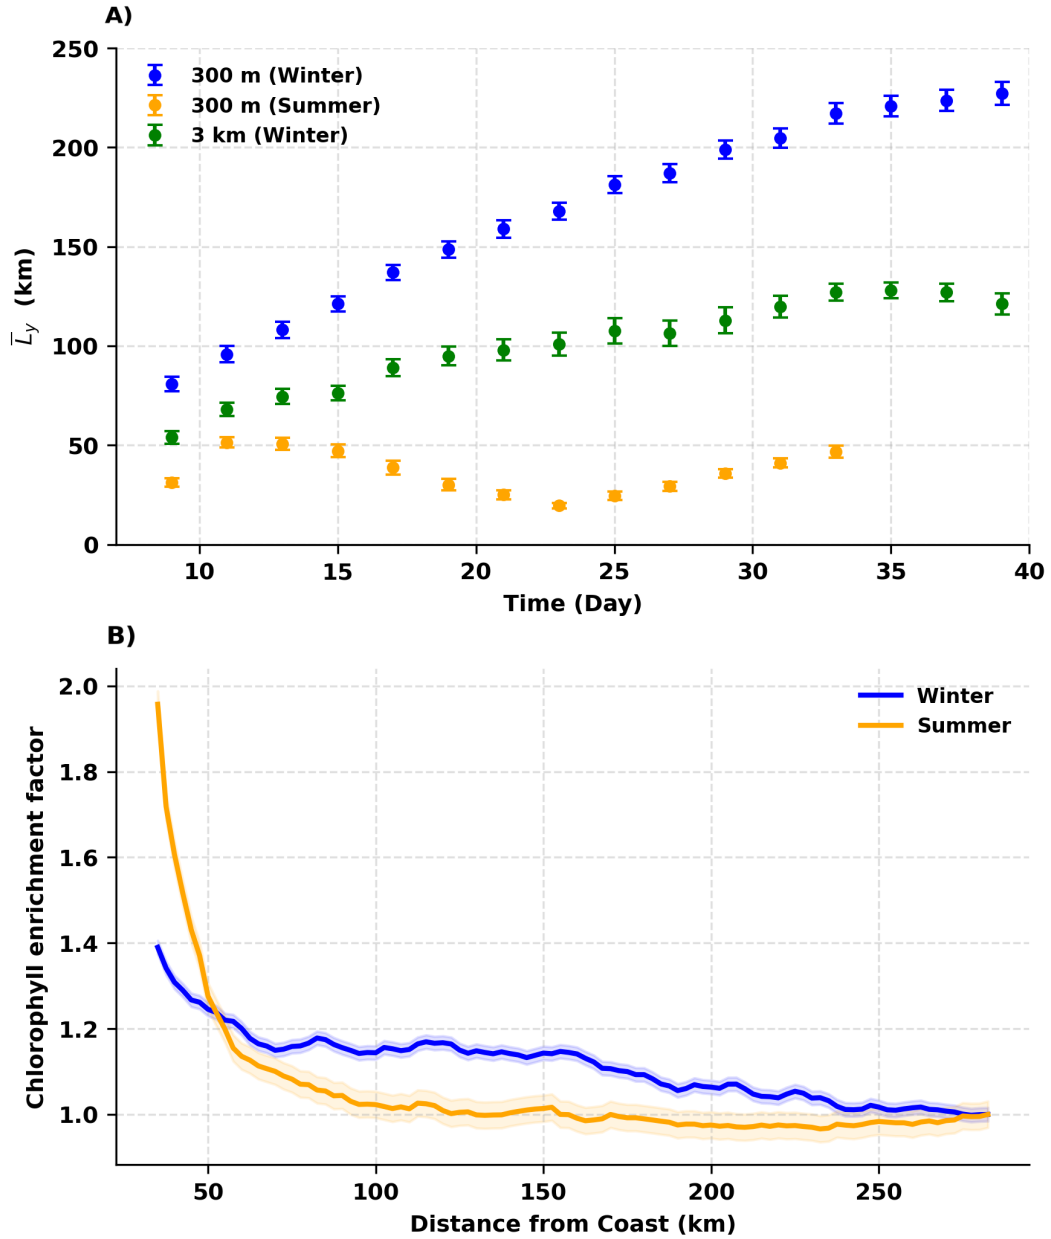 A)
250
200
150
100
50
0
L̅y (km)
300 m (Winter)
300 m (Summer)
3 km (Winter)
10 15 20 25 30 35 40
Time (Day)
B)
2.0
1.8
1.6
1.4
1.2
1.0
Chlorophyll enrichment factor
Winter
Summer
50 100 150 200 250
Distance from Coast (km)